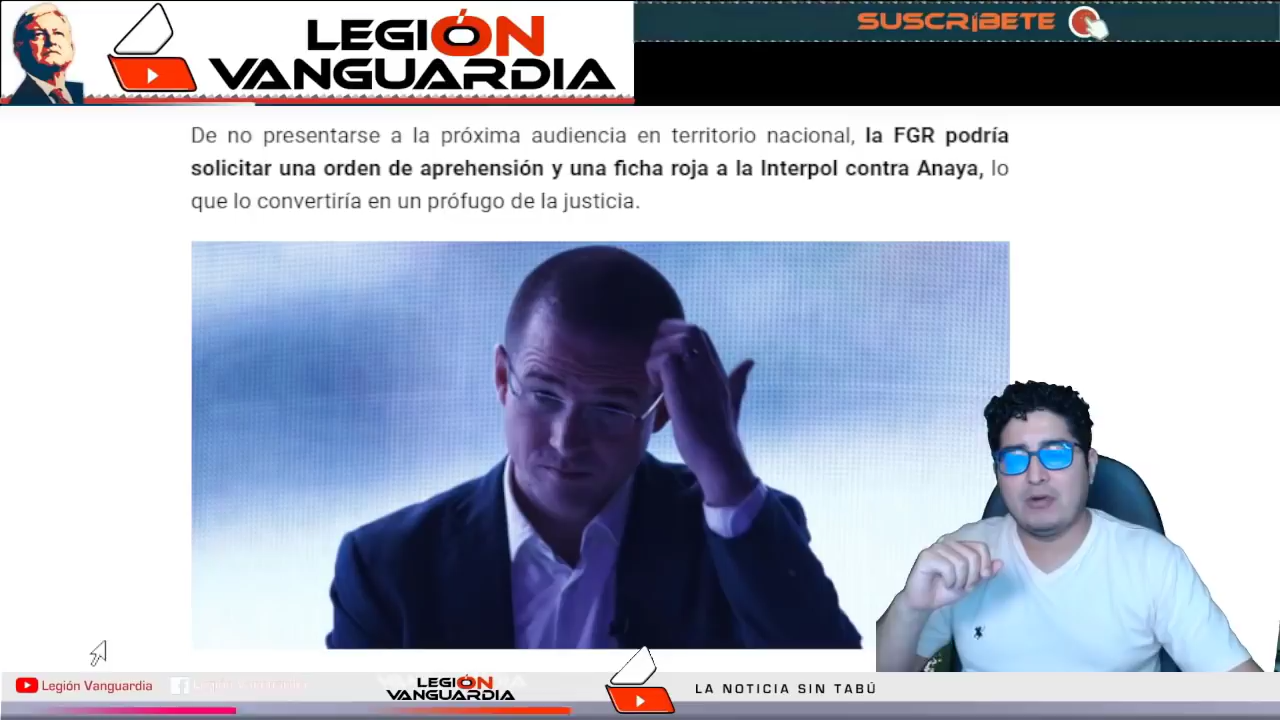 LEGIÓN
VANGUARDIA
SUSCRÍBETE
De no presentarse a la próxima audiencia en territorio nacional, la FGR podría
solicitar una orden de aprehensión y una ficha roja a la Interpol contra Anaya, lo
que lo convertiría en un prófugo de la justicia.
Legión Vanguardia
Legión Vanguardia
LEGIÓN
VANGUARDIA
LA NOTICIA SIN TABÚ